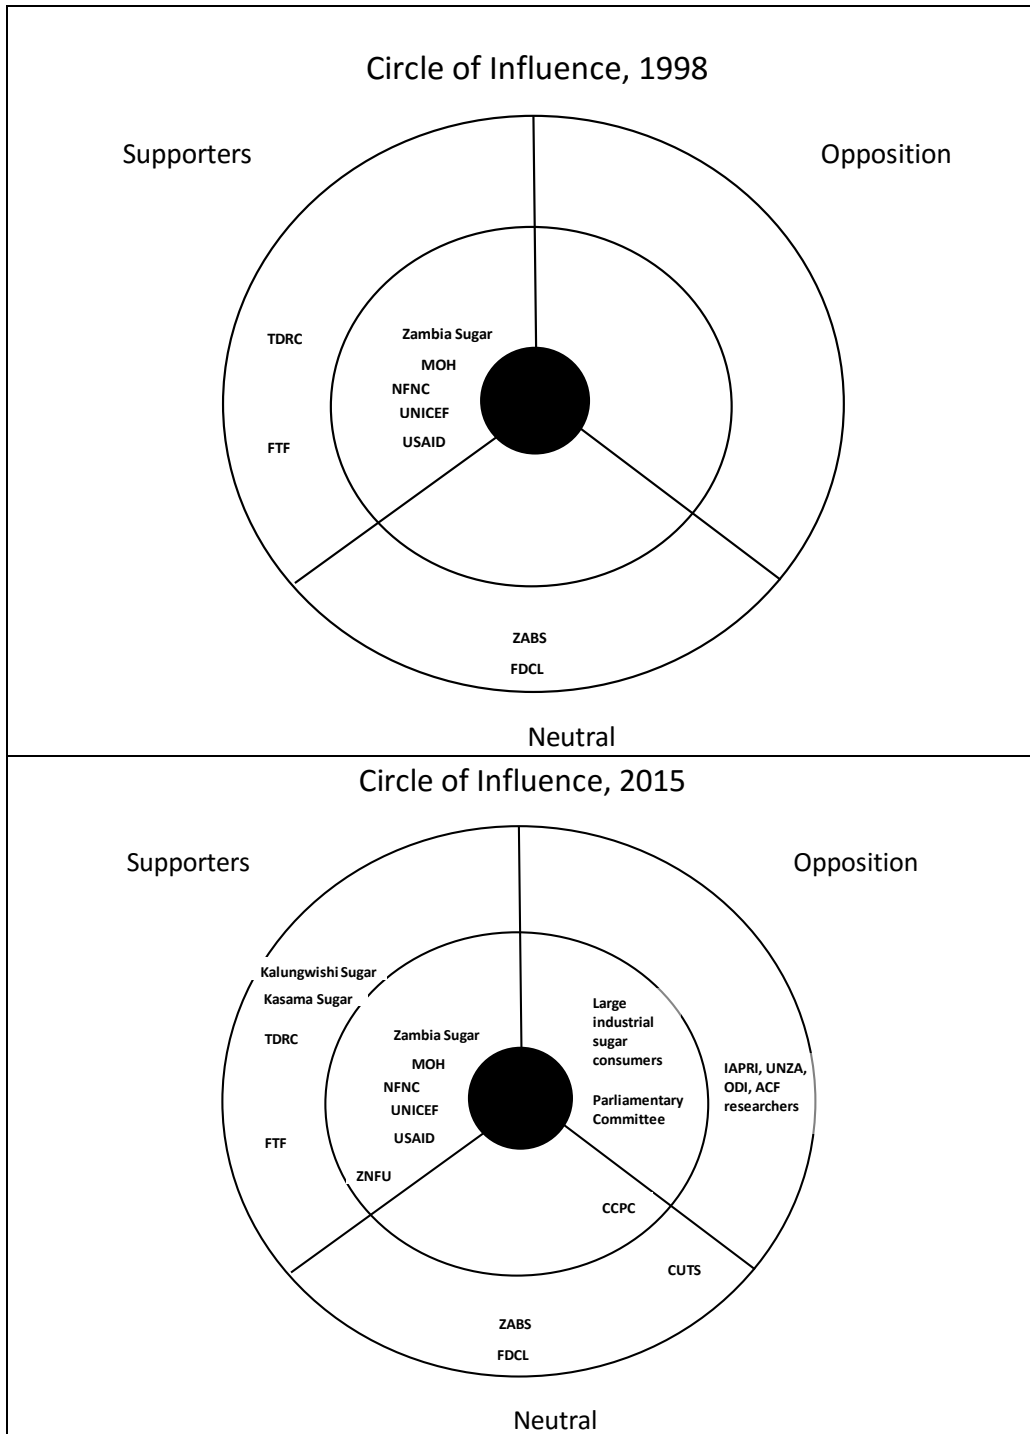 Circle of Influence, 1998
Supporters
Opposition
Zambia Sugar
TDRC
MOH
NFNC
UNICEF
USAID
FTF
ZABS
FDCL
Neutral
Circle of Influence, 2015
Supporters
Opposition
Kalungwishi Sugar
Kasama Sugar
TDRC
FTF
Zambia Sugar
MOH
NFNC
UNICEF
USAID
ZNFU
Large
industrial
sugar
consumers
Parliamentary
Committee
IAPRI, UNZA,
ODI, ACF
researchers
CCPC
CUTS
ZABS
FDCL
Neutral